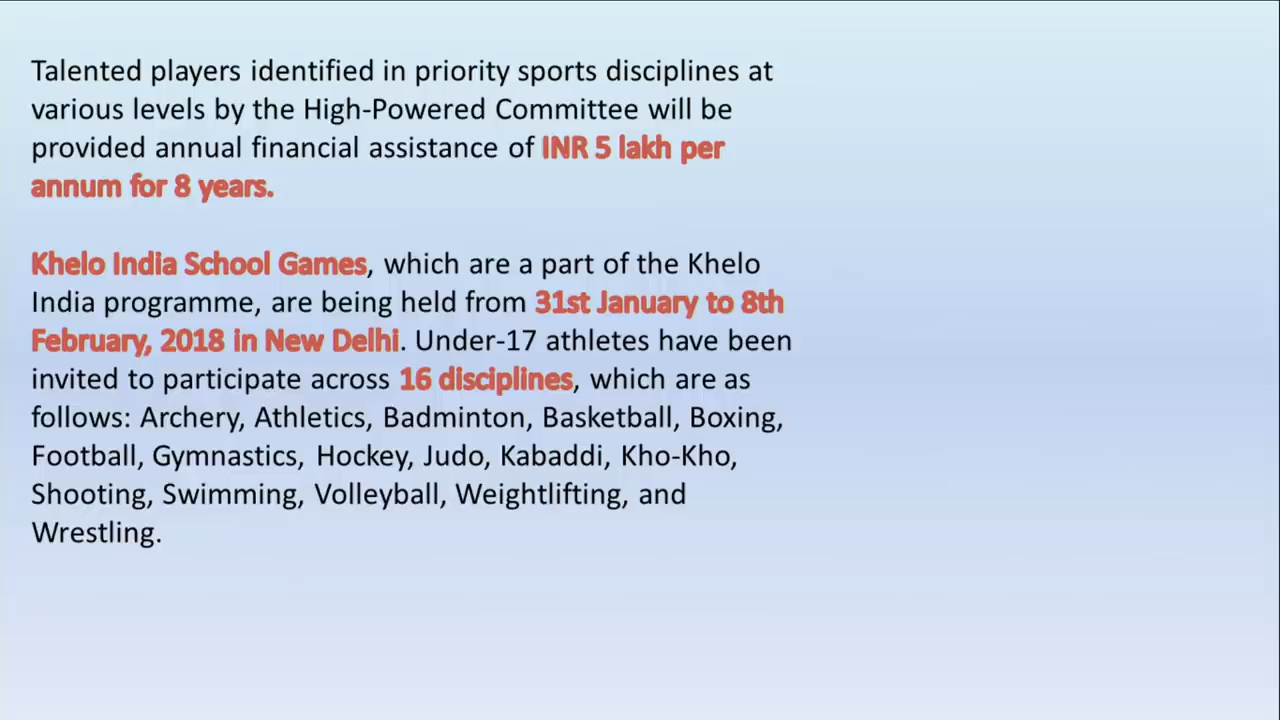 Talented players identified in priority sports disciplines at
various levels by the High-Powered Committee will be
provided annual financial assistance of INR 5 lakh per
annum for 8 years.
Khelo India School Games, which are a part of the Khelo
India programme, are being held from 31st January to 8th
February, 2018 in New Delhi. Under-17 athletes have been
invited to participate across 16 disciplines, which are as
follows: Archery, Athletics, Badminton, Basketball, Boxing,
Football, Gymnastics, Hockey, Judo, Kabaddi, Kho-Kho,
Shooting, Swimming, Volleyball, Weightlifting, and
Wrestling.